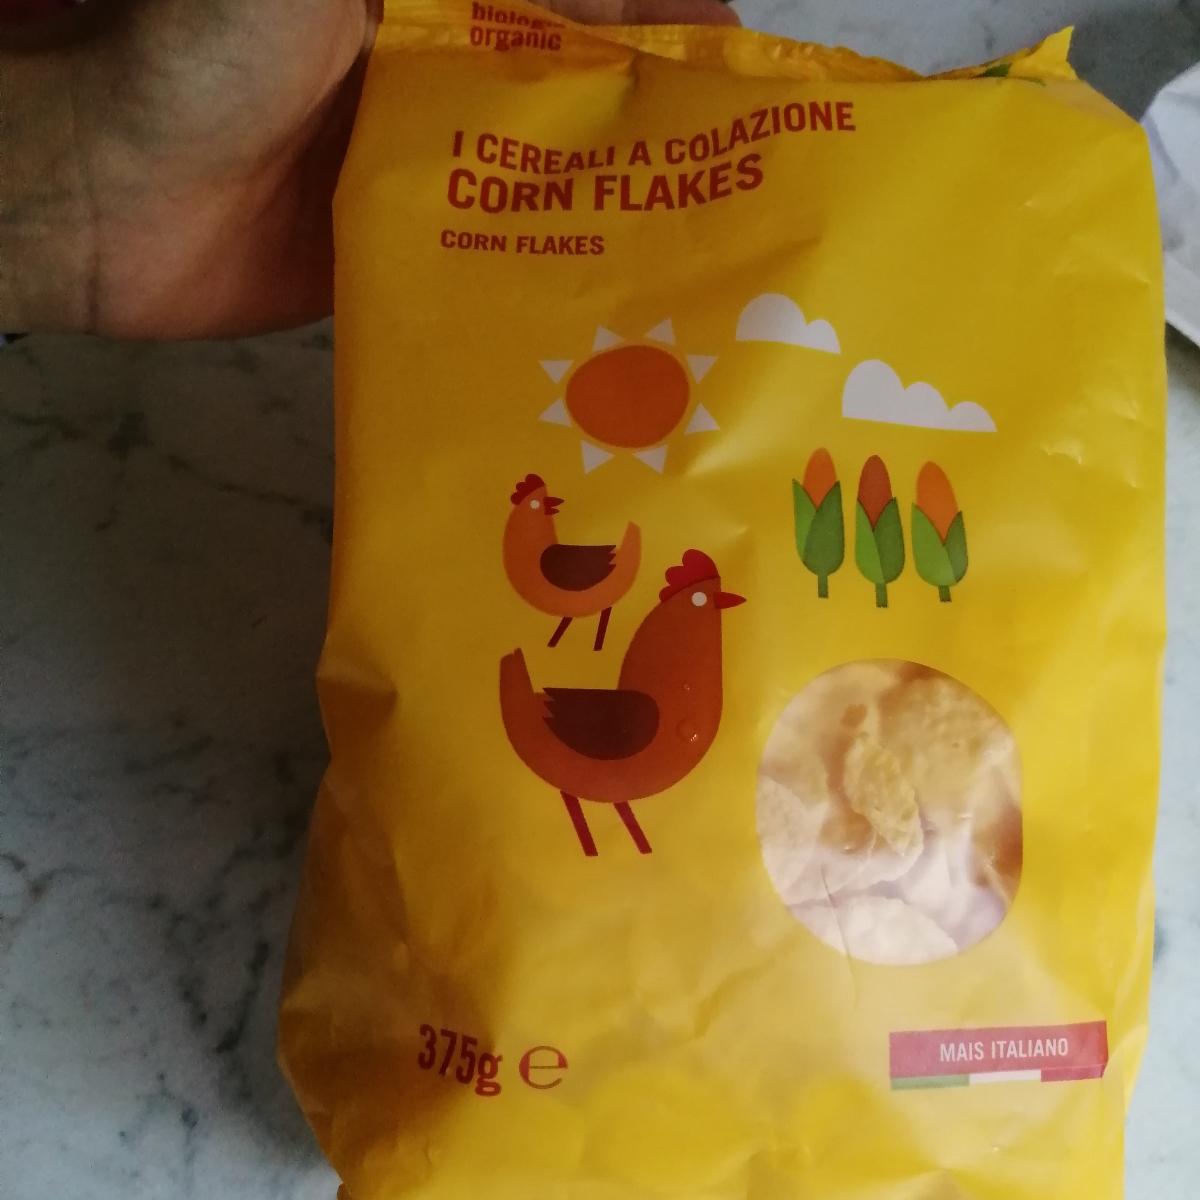 organic
I CEREALI A COLAZIONE
CORN FLAKES
CORN FLAKES
375g e
MAIS ITALIANO